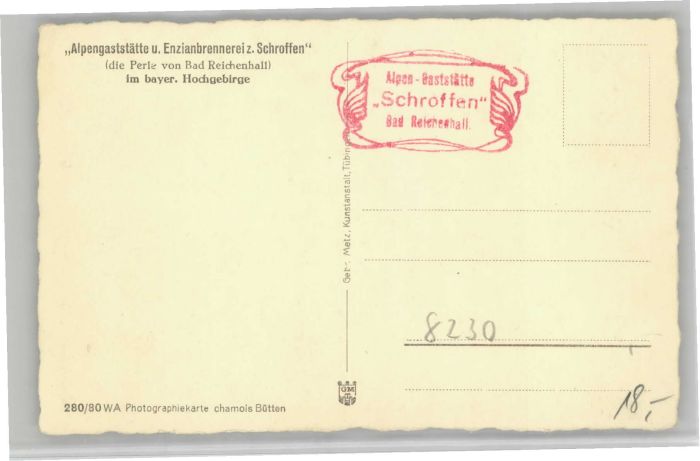 „Alpengaststätte u. Enzianbrennerei z. Schroffen“
(die Perle von Bad Reichenhall)
im bayer. Hochgebirge
Alpen-Gaststätte
„Schroffen“
Bad Reichenhall.
Gebr. Metz, Kunstanstalt, Tübingen
8230
GM
280/80 WA Photographiekarte chamois Bütten
18,-